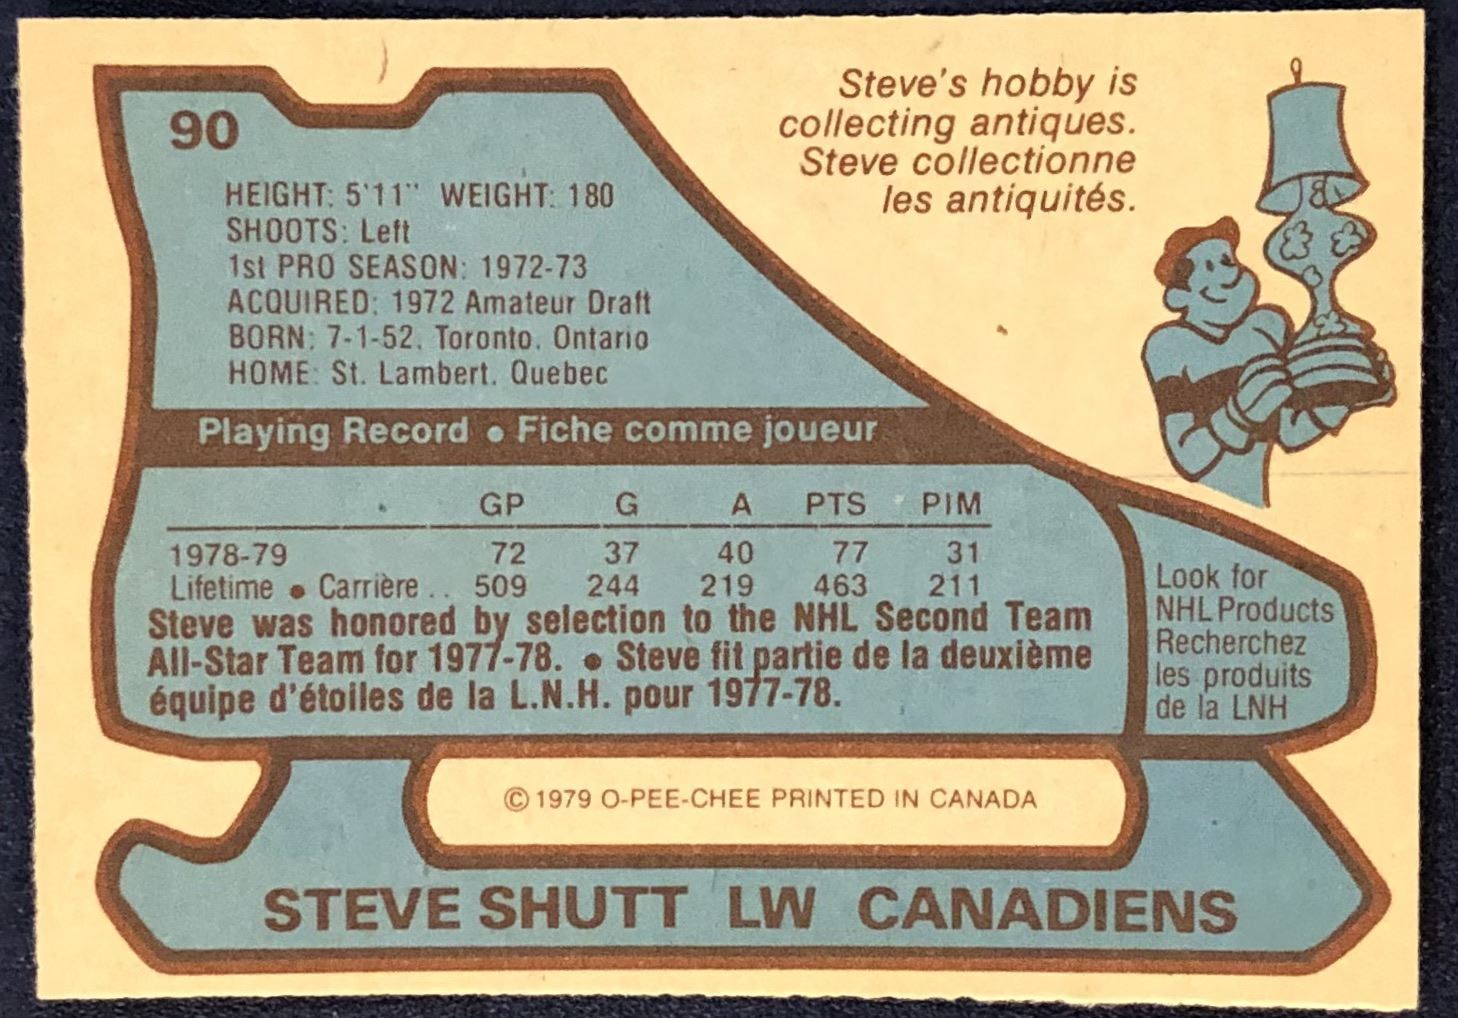 90
Steve's hobby is
collecting antiques.
Steve collectionne
les antiquités.
HEIGHT: 5'11" WEIGHT: 180
SHOOTS: Left
1st PRO SEASON: 1972-73
ACQUIRED: 1972 Amateur Draft
BORN: 7-1-52, Toronto, Ontario
HOME: St. Lambert, Quebec
Playing Record • Fiche comme joueur
GP G A PTS PIM
1978-79 72 37 40 77 31
Lifetime • Carrière .. 509 244 219 463 211
Steve was honored by selection to the NHL Second Team
All-Star Team for 1977-78. • Steve fit partie de la deuxième
équipe d'étoiles de la L.N.H. pour 1977-78.
Look for
NHL Products
Recherchez
les produits
de la LNH
© 1979 O-PEE-CHEE PRINTED IN CANADA
STEVE SHUTT LW CANADIENS